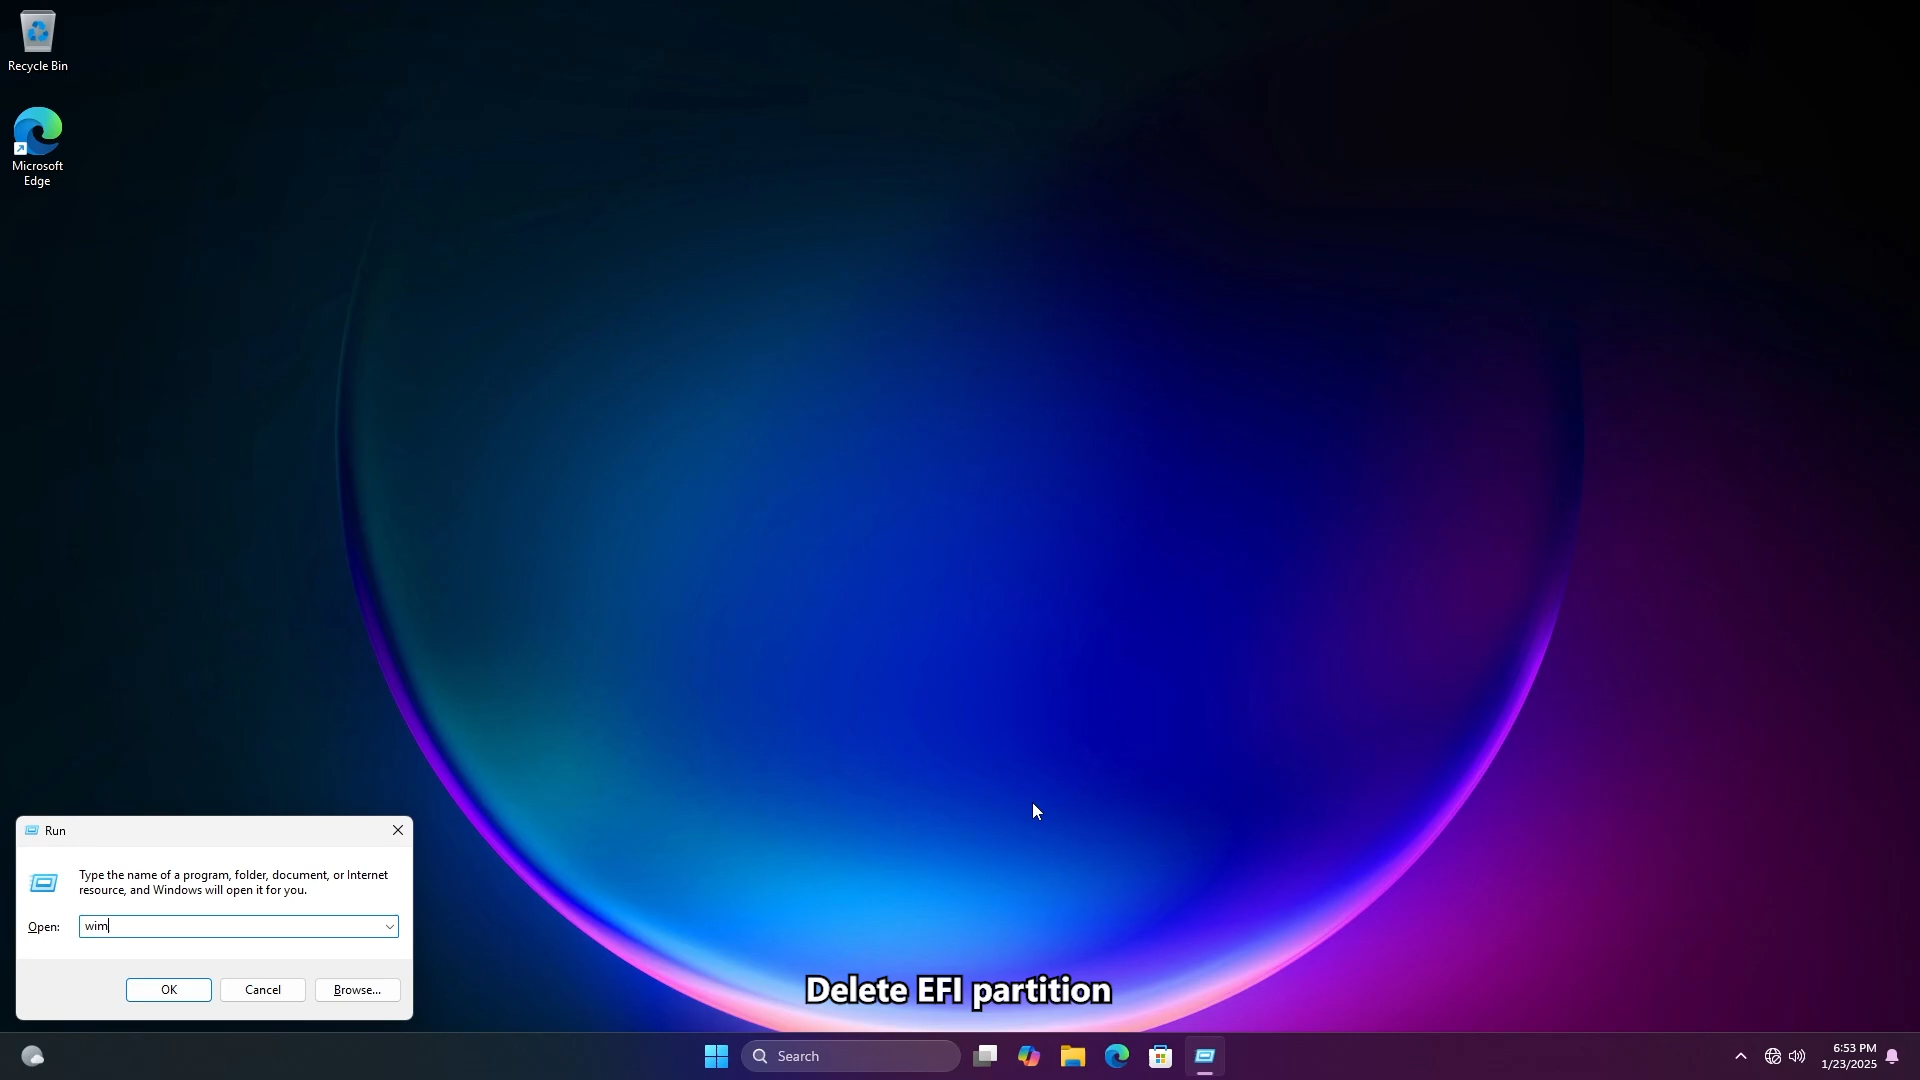 Recycle Bin
Microsoft
Edge
Run
Type the name of a program, folder, document, or Internet
resource, and Windows will open it for you.
Open:
wim
OK
Cancel
Browse...
Delete EFI partition
Search
6:53 PM
1/23/2025